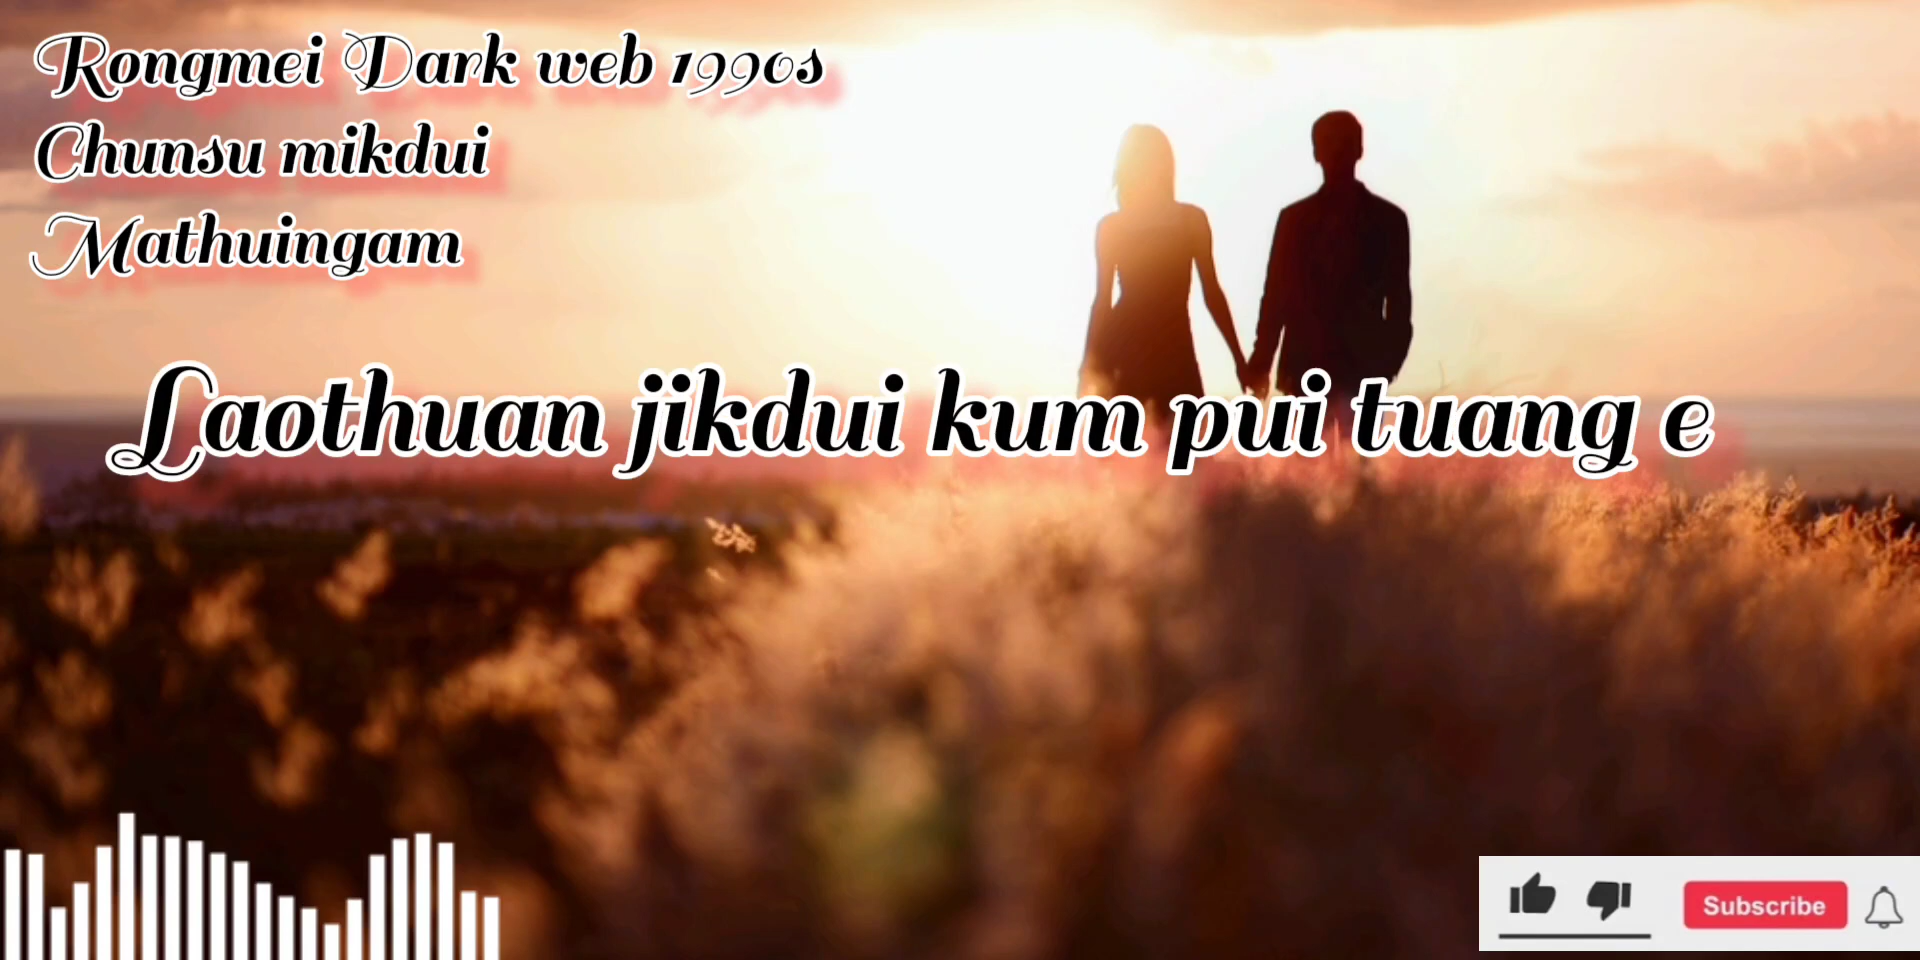 Rongmei Dark web 1990s
Chunsu mikdui
Mathuingam
Laothuan jikdui kum pui tuang e
Subscribe